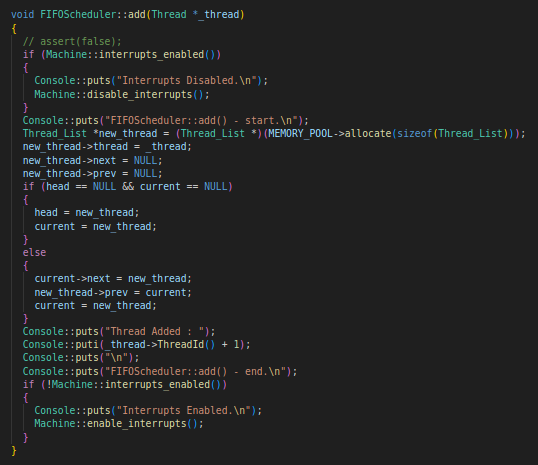 void FIFOScheduler::add(Thread *_thread)
{
  // assert(false);
  if (Machine::interrupts_enabled())
  {
    Console::puts("Interrupts Disabled.\n");
    Machine::disable_interrupts();
  }
  Console::puts("FIFOScheduler::add() - start.\n");
  Thread_List *new_thread = (Thread_List *)(MEMORY_POOL->allocate(sizeof(Thread_List)));
  new_thread->thread = _thread;
  new_thread->next = NULL;
  new_thread->prev = NULL;
  if (head == NULL && current == NULL)
  {
    head = new_thread;
    current = new_thread;
  }
  else
  {
    current->next = new_thread;
    new_thread->prev = current;
    current = new_thread;
  }
  Console::puts("Thread Added : ");
  Console::puti(_thread->ThreadId() + 1);
  Console::puts("\n");
  Console::puts("FIFOScheduler::add() - end.\n");
  if (!Machine::interrupts_enabled())
  {
    Console::puts("Interrupts Enabled.\n");
    Machine::enable_interrupts();
  }
}